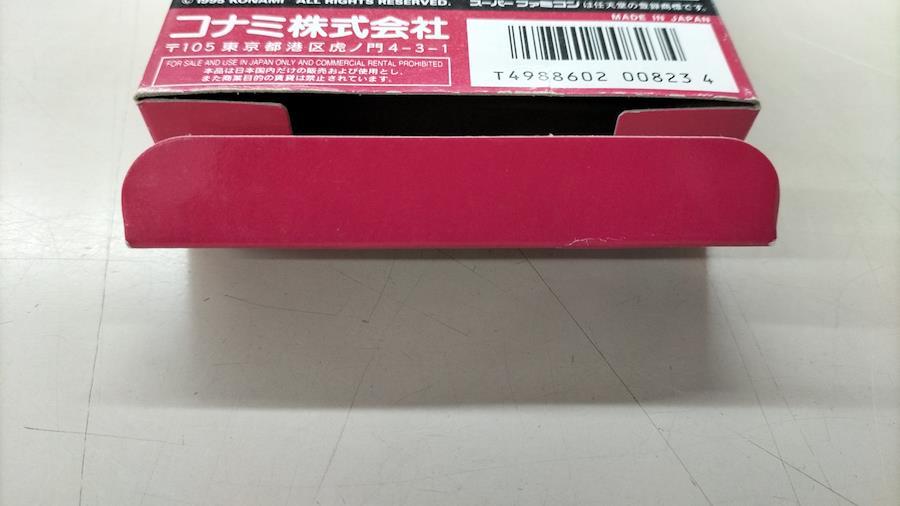 © 1995 KONAMI ALL RIGHTS RESERVED.
スーパーファミコンは任天堂の登録商標です。
MADE IN JAPAN
コナミ株式会社
〒105 東京都港区虎ノ門4-3-1
FOR SALE AND USE IN JAPAN ONLY AND COMMERCIAL RENTAL PROHIBITED
本品は日本国内だけの販売および使用とし、
また商業目的の賃貸は禁止されています。
T4988602 00823 4